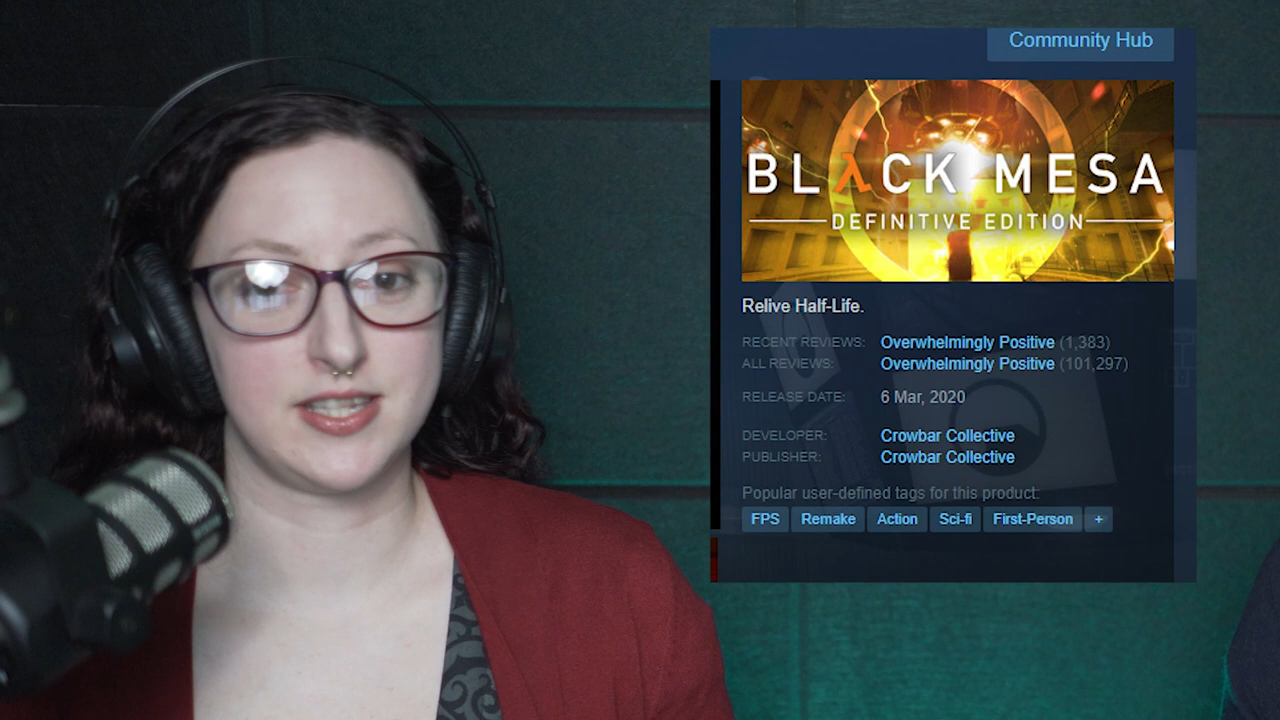 Community Hub
BLλCK MESA
DEFINITIVE EDITION
Relive Half-Life.
RECENT REVIEWS: Overwhelmingly Positive (1,383)
ALL REVIEWS: Overwhelmingly Positive (101,297)
RELEASE DATE: 6 Mar, 2020
DEVELOPER: Crowbar Collective
PUBLISHER: Crowbar Collective
Popular user-defined tags for this product:
FPS Remake Action Sci-fi First-Person +